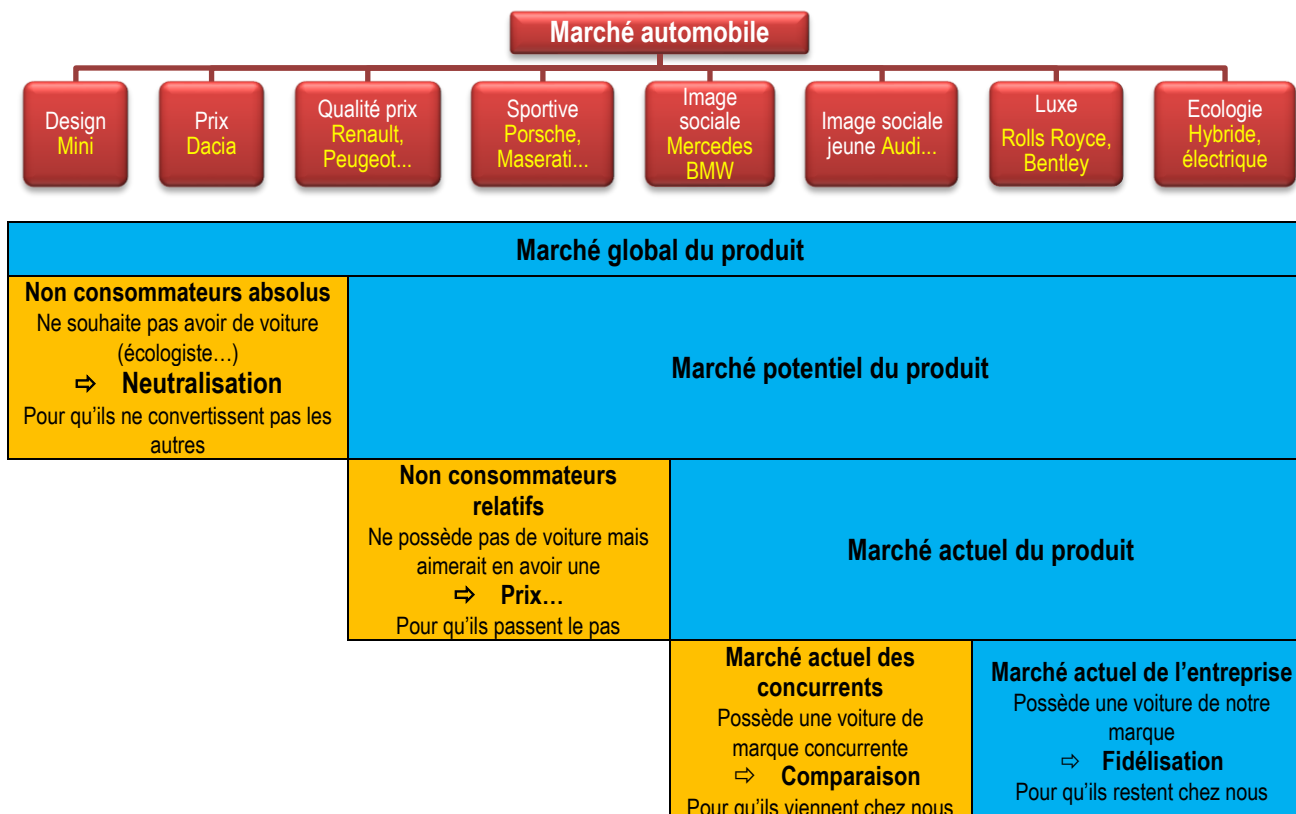 Marché automobile
Design
Mini
Prix
Dacia
Qualité prix
Renault,
Peugeot...
Sportive
Porsche,
Maserati...
Image
sociale
Mercedes
BMW
Image sociale
jeune Audi...
Luxe
Rolls Royce,
Bentley
Ecologie
Hybride,
électrique
Marché global du produit
Non consommateurs absolus
Ne souhaite pas avoir de voiture
(écologiste…)
⇨ Neutralisation
Pour qu’ils ne convertissent pas les
autres
Marché potentiel du produit
Non consommateurs
relatifs
Ne possède pas de voiture mais
aimerait en avoir une
⇨ Prix…
Pour qu’ils passent le pas
Marché actuel du produit
Marché actuel des
concurrents
Possède une voiture de
marque concurrente
⇨ Comparaison
Pour qu’ils viennent chez nous
Marché actuel de l’entreprise
Possède une voiture de notre
marque
⇨ Fidélisation
Pour qu’ils restent chez nous